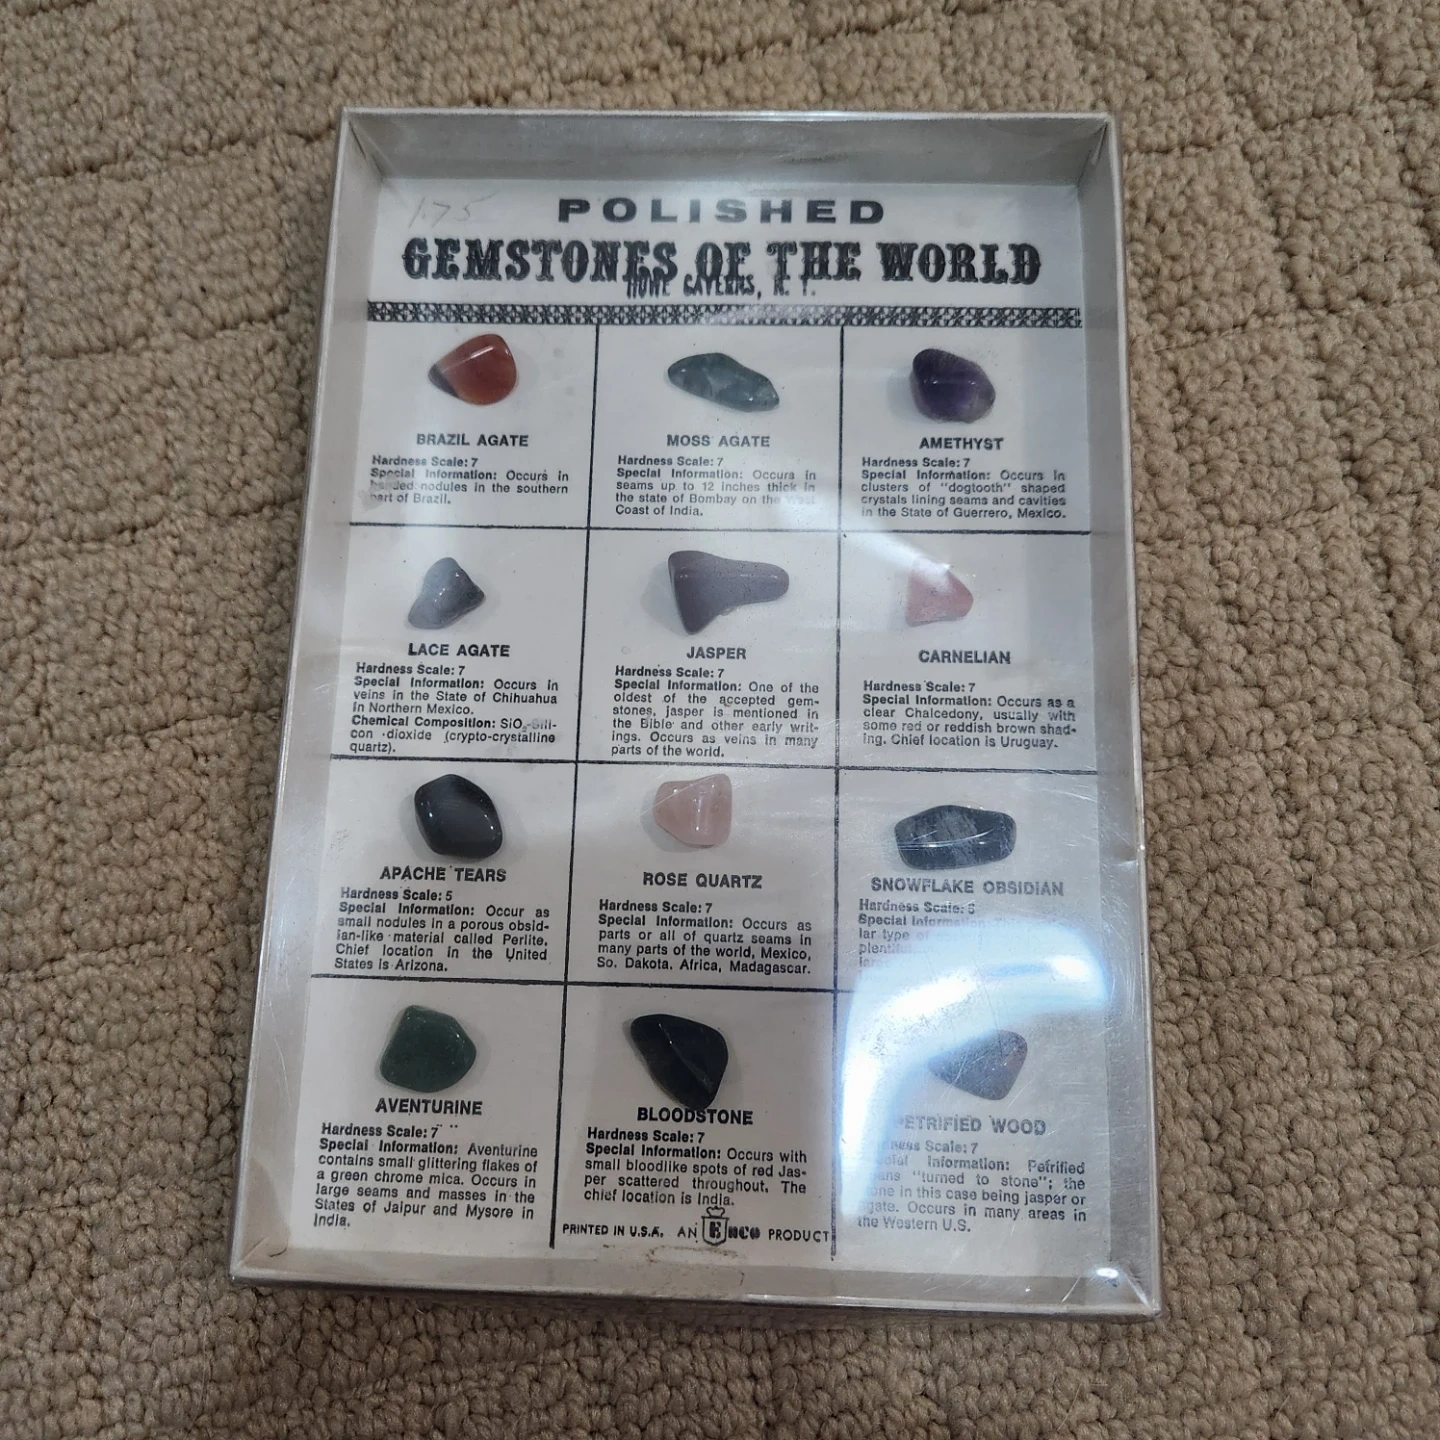 1.75
POLISHED
GEMSTONES OF THE WORLD
HOWE CAVERNS, N. Y.
BRAZIL AGATE
Hardness Scale: 7
Special Information: Occurs in
banded nodules in the southern
part of Brazil.
MOSS AGATE
Hardness Scale: 7
Special Information: Occurs in
seams up to 12 inches thick in
the state of Bombay on the West
Coast of India.
AMETHYST
Hardness Scale: 7
Special Information: Occurs in
clusters of "dogtooth" shaped
crystals lining seams and cavities
in the State of Guerrero, Mexico.
LACE AGATE
Hardness Scale: 7
Special Information: Occurs in
veins in the State of Chihuahua
in Northern Mexico.
Chemical Composition: SiO₂-Sili-
con dioxide (crypto-crystalline
quartz).
JASPER
Hardness Scale: 7
Special Information: One of the
oldest of the accepted gem-
stones, jasper is mentioned in
the Bible and other early writ-
ings. Occurs as veins in many
parts of the world.
CARNELIAN
Hardness Scale: 7
Special Information: Occurs as a
clear Chalcedony, usually with
some red or reddish brown shad-
ing. Chief location is Uruguay.
APACHE TEARS
Hardness Scale: 5
Special Information: Occur as
small nodules in a porous obsid-
ian-like material called Perlite.
Chief location in the United
States is Arizona.
ROSE QUARTZ
Hardness Scale: 7
Special Information: Occurs as
parts or all of quartz seams in
many parts of the world, Mexico,
So. Dakota, Africa, Madagascar.
SNOWFLAKE OBSIDIAN
Hardness Scale:
Special Information:
lar type of
AVENTURINE
Hardness Scale: 7
Special Information: Aventurine
contains small glittering flakes of
a green chrome mica. Occurs in
large seams and masses in the
States of Jaipur and Mysore in
India.
BLOODSTONE
Hardness Scale: 7
Special Information: Occurs with
small bloodlike spots of red Jas-
per scattered throughout. The
chief location is India.
PETRIFIED WOOD
Hardness Scale: 7
Special Information: Petrified
means "turned to stone"; the
stone in this case being jasper or
agate. Occurs in many areas in
the Western U.S.
PRINTED IN U.S.A. AN Enco PRODUCT